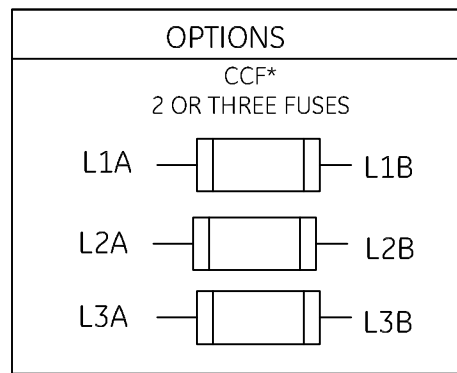 OPTIONS
CCF*
2 OR THREE FUSES
L1A L1B
L2A L2B
L3A L3B